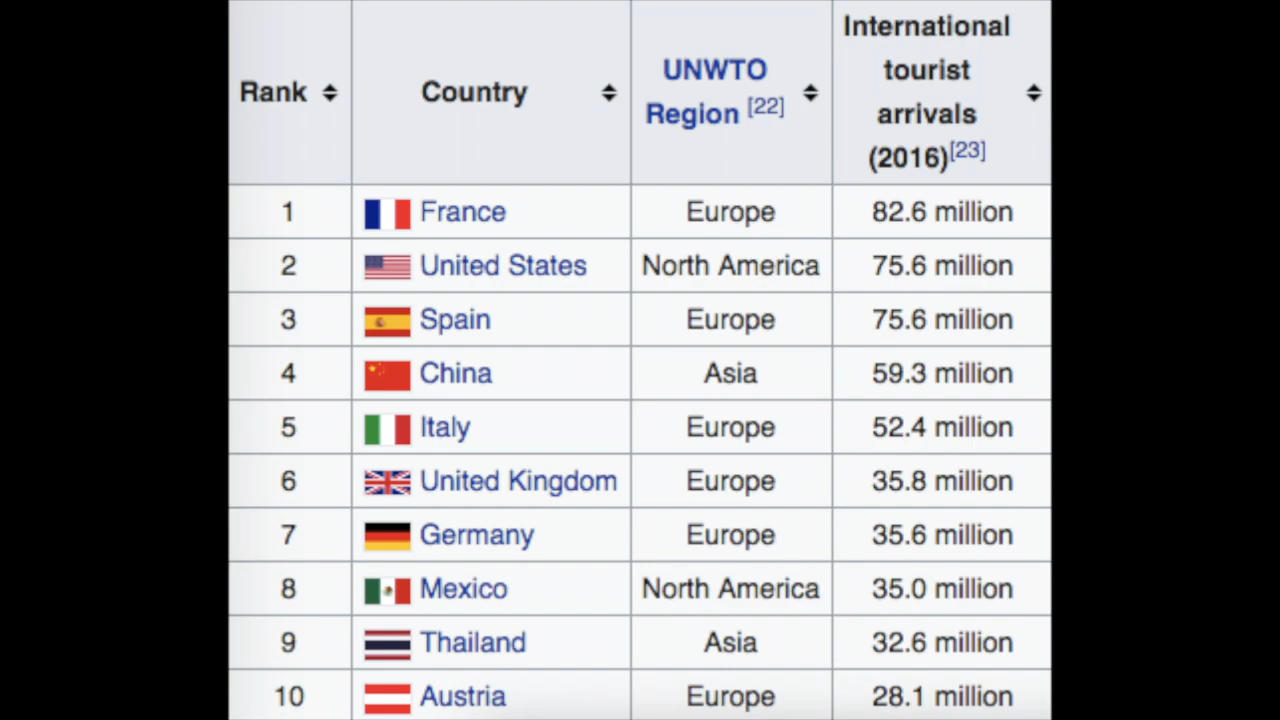 Rank Country UNWTO Region [22] International tourist arrivals (2016)[23]
1 France Europe 82.6 million
2 United States North America 75.6 million
3 Spain Europe 75.6 million
4 China Asia 59.3 million
5 Italy Europe 52.4 million
6 United Kingdom Europe 35.8 million
7 Germany Europe 35.6 million
8 Mexico North America 35.0 million
9 Thailand Asia 32.6 million
10 Austria Europe 28.1 million